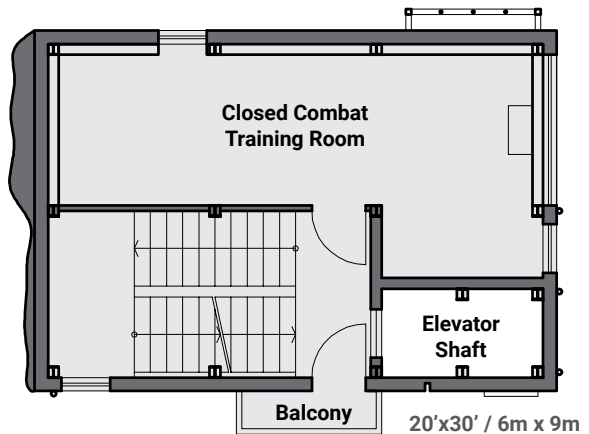 Closed Combat
Training Room
Elevator
Shaft
Balcony
20’x30’ / 6m x 9m